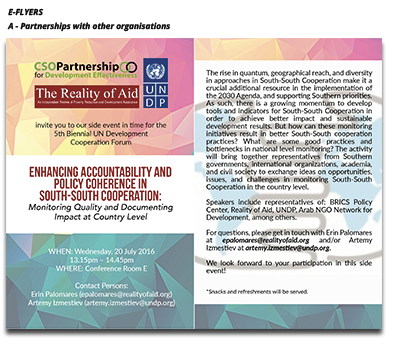 E-FLYERS
A - Partnerships with other organisations
CSOPartnership
for Development Effectiveness
The Reality of Aid
An Independent Review of Poverty Reduction and Development Assistance
U N
D P
invite you to our side event in time for the
5th Biennial UN Development
Cooperation Forum
ENHANCING ACCOUNTABILITY AND
POLICY COHERENCE IN
SOUTH-SOUTH COOPERATION:
Monitoring Quality and Documenting
Impact at Country Level
WHEN: Wednesday, 20 July 2016
13.15pm – 14.45pm
WHERE: Conference Room E
Contact Persons:
Erin Palomares (epalomares@realityofaid.org)
Artemy Izmestiev (artemy.izmestiev@undp.org)
The rise in quantum, geographical reach, and diversity
in approaches in South-South Cooperation make it a
crucial additional resource in the implementation of
the 2030 Agenda, and supporting Southern priorities.
As such, there is a growing momentum to develop
tools and indicators for South-South Cooperation in
order to achieve better impact and sustainable
development results. But how can these monitoring
initiatives result in better South-South cooperation
practices? What are some good practices and
bottlenecks in national level monitoring? The activity
will bring together representatives from Southern
governments, international organizations, academia,
and civil society to exchange ideas on opportunities,
issues, and challenges in monitoring South-South
Cooperation in the country level.
Speakers include representatives of: BRICS Policy
Center, Reality of Aid, UNDP, Arab NGO Network for
Development, among others.
For questions, please get in touch with Erin Palomares
at epalomares@realityofaid.org and/or Artemy
Izmestiev at artemy.izmestiev@undp.org.
We look forward to your participation in this side
event!
*Snacks and refreshments will be served.